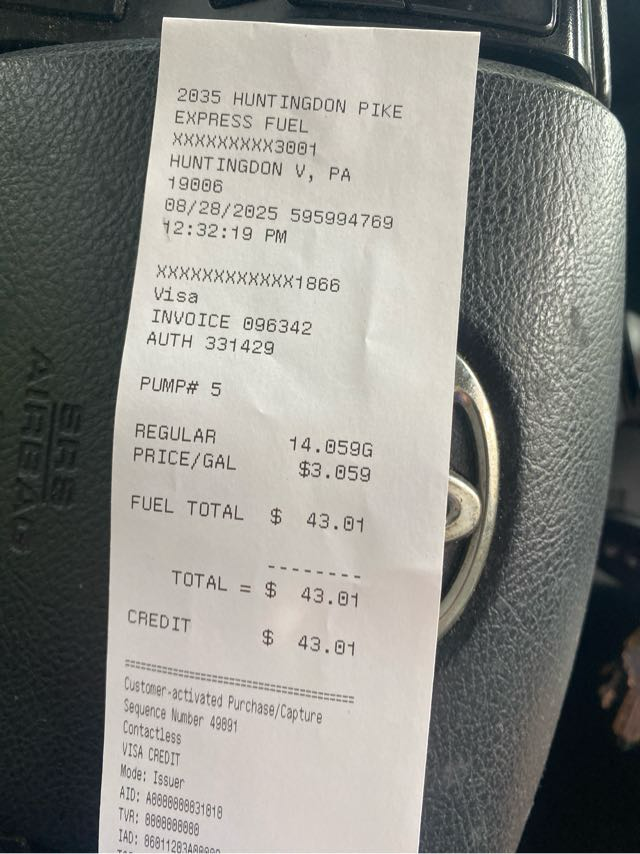 2035 HUNTINGDON PIKE
EXPRESS FUEL
XXXXXXXXX3001
HUNTINGDON V, PA
19006
08/28/2025 595994769
12:32:19 PM
XXXXXXXXXXXX1866
Visa
INVOICE 096342
AUTH 331429
PUMP# 5
REGULAR 14.059G
PRICE/GAL $3.059
FUEL TOTAL $ 43.01
--------
TOTAL = $ 43.01
CREDIT $ 43.01
===================================
Customer-activated Purchase/Capture
Sequence Number 49891
Contactless
VISA CREDIT
Mode: Issuer
AID: A0000000031010
TVR: 0000000000
IAD:
SRS
AIRBAG